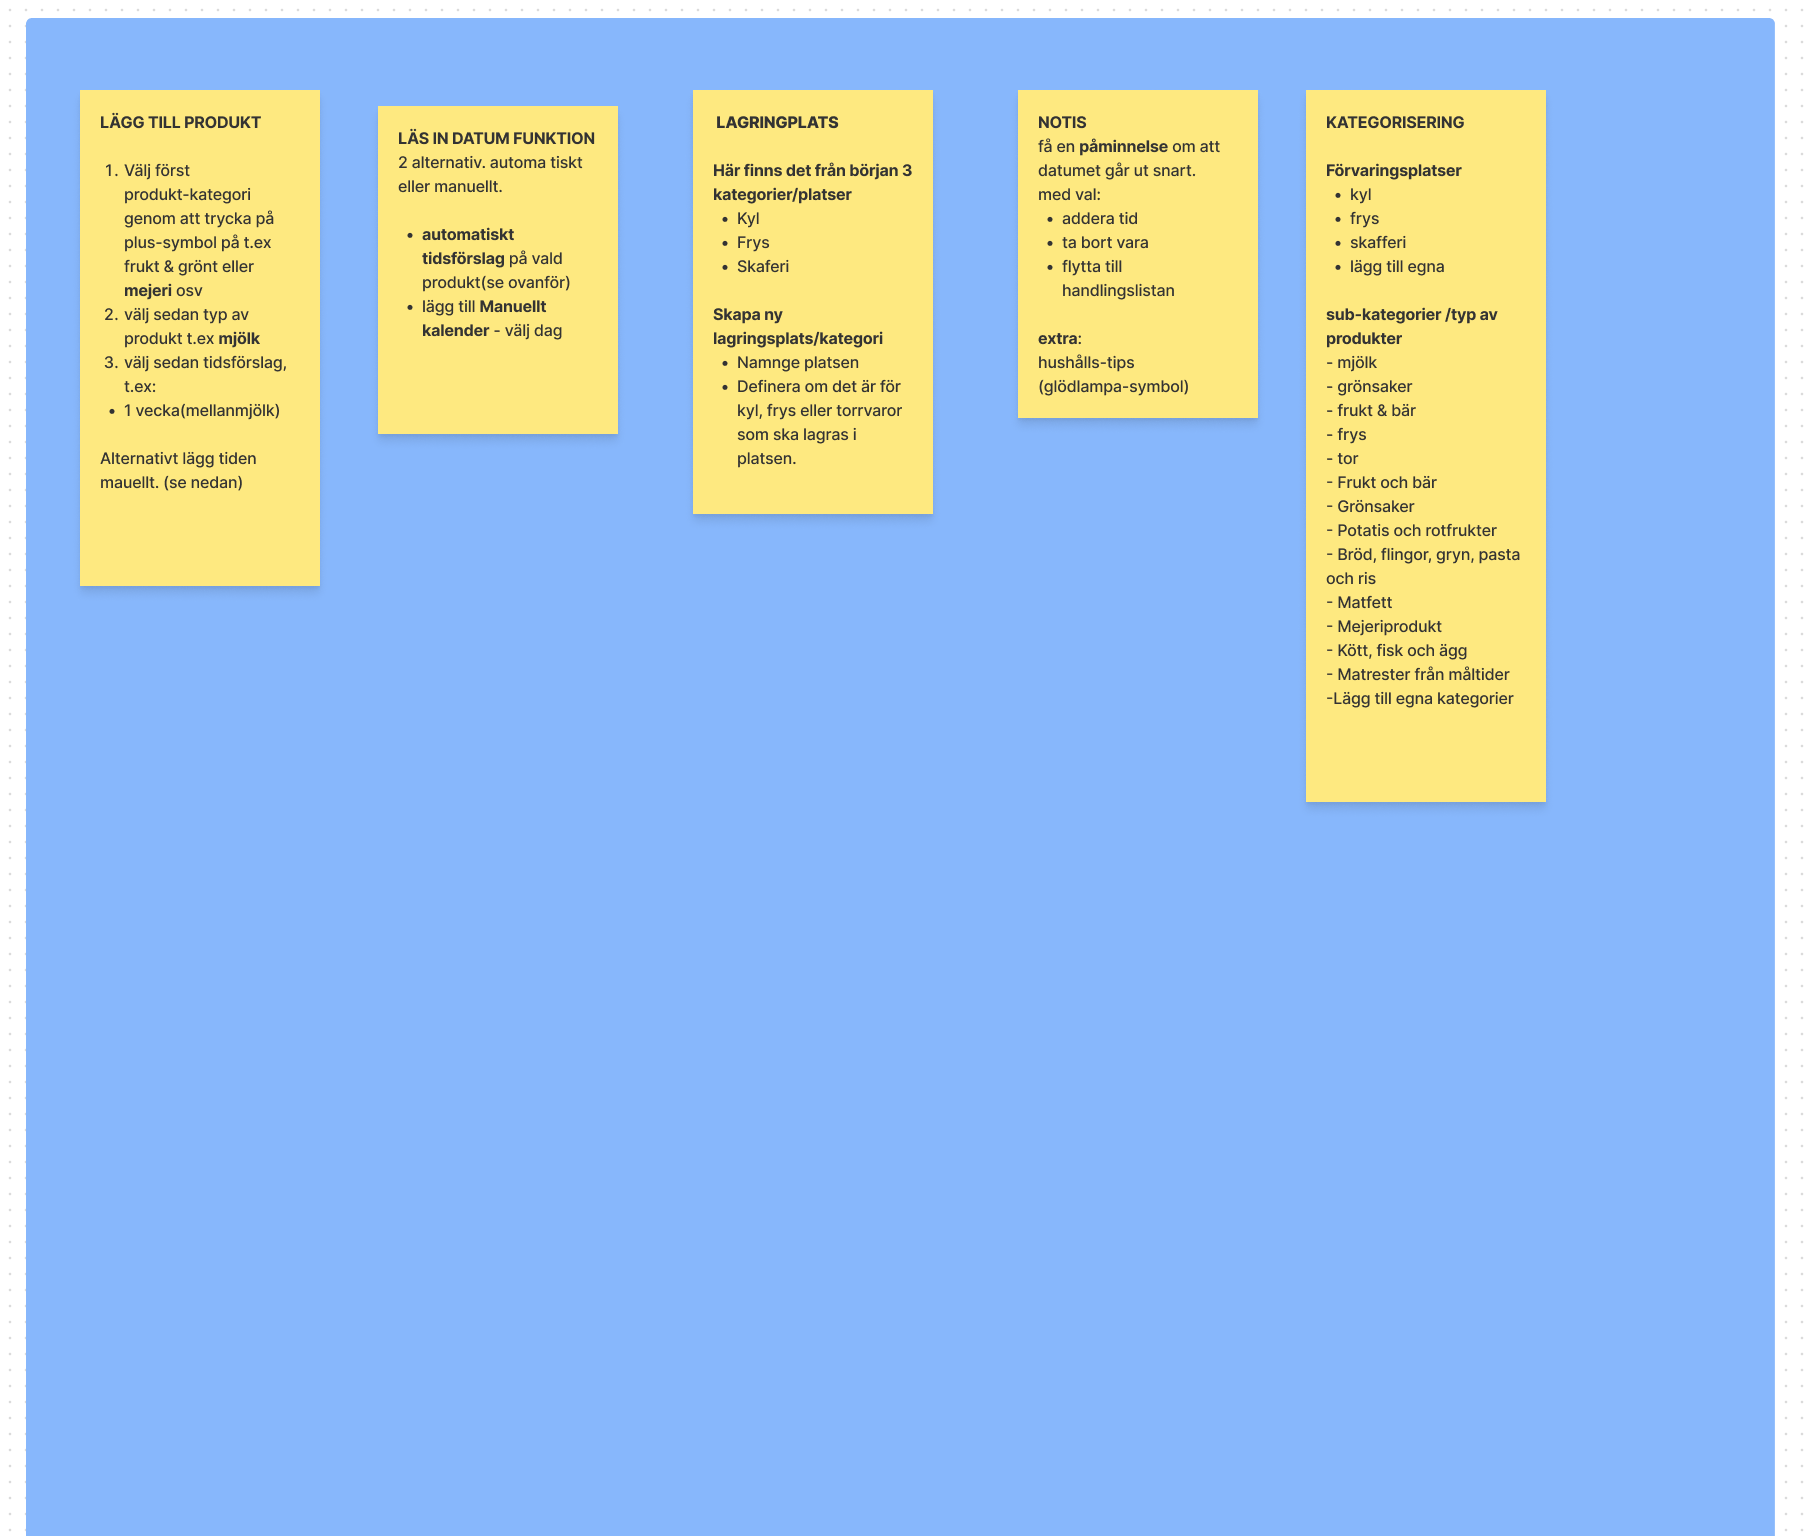 LÄGG TILL PRODUKT
1. Välj först
produkt-kategori
genom att trycka på
plus-symbol på t.ex
frukt & grönt eller
mejeri osv
2. välj sedan typ av
produkt t.ex mjölk
3. välj sedan tidsförslag,
t.ex:
• 1 vecka(mellanmjölk)
Alternativt lägg tiden
mauellt. (se nedan)
LÄS IN DATUM FUNKTION
2 alternativ. automa tiskt
eller manuellt.
• automatiskt
tidsförslag på vald
produkt(se ovanför)
• lägg till Manuellt
kalender - välj dag
LAGRINGPLATS
Här finns det från början 3
kategorier/platser
• Kyl
• Frys
• Skaferi
Skapa ny
lagringsplats/kategori
• Namnge platsen
• Definera om det är för
kyl, frys eller torrvaror
som ska lagras i
platsen.
NOTIS
få en påminnelse om att
datumet går ut snart.
med val:
• addera tid
• ta bort vara
• flytta till
handlingslistan
extra:
hushålls-tips
(glödlampa-symbol)
KATEGORISERING
Förvaringsplatser
• kyl
• frys
• skafferi
• lägg till egna
sub-kategorier /typ av
produkter
- mjölk
- grönsaker
- frukt & bär
- frys
- tor
- Frukt och bär
- Grönsaker
- Potatis och rotfrukter
- Bröd, flingor, gryn, pasta
och ris
- Matfett
- Mejeriprodukt
- Kött, fisk och ägg
- Matrester från måltider
-Lägg till egna kategorier